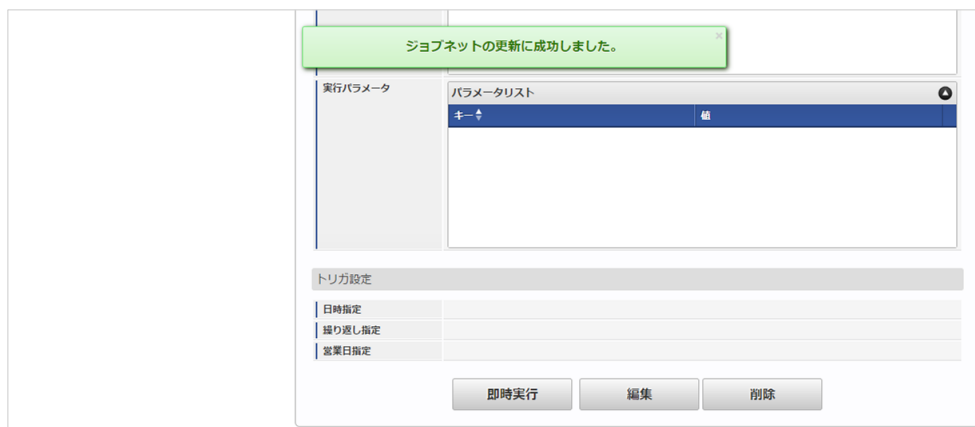 ジョブネットの更新に成功しました。
×
実行パラメータ
パラメータリスト
キー
値
トリガ設定
日時指定
繰り返し指定
営業日指定
即時実行
編集
削除